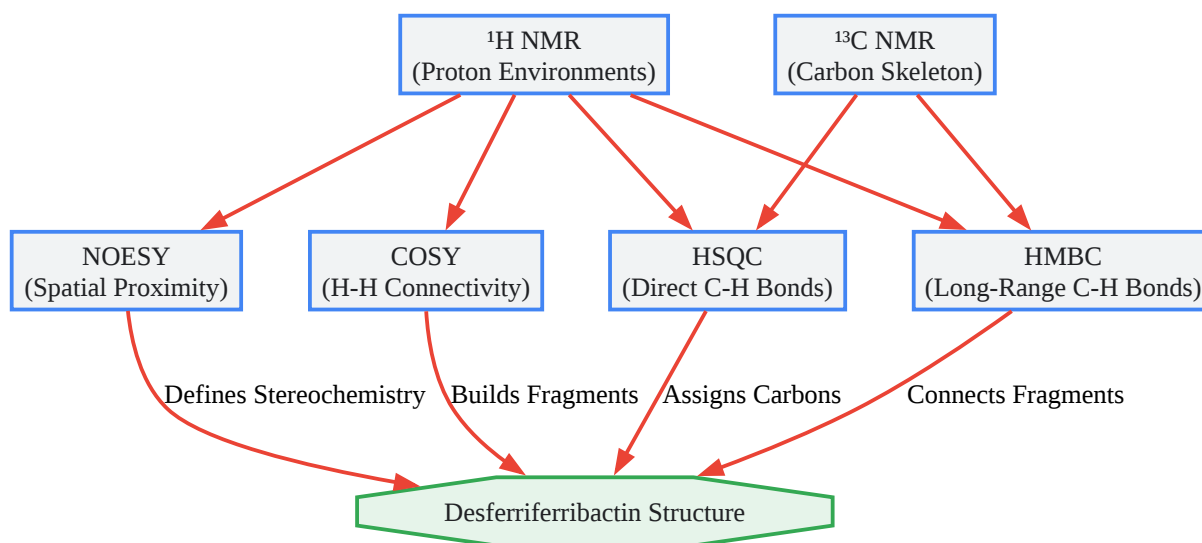 ¹H NMR
(Proton Environments)
¹³C NMR
(Carbon Skeleton)
NOESY
(Spatial Proximity)
COSY
(H-H Connectivity)
HSQC
(Direct C-H Bonds)
HMBC
(Long-Range C-H Bonds)
Defines Stereochemistry
Builds Fragments
Assigns Carbons
Connects Fragments
Desferriferribactin Structure